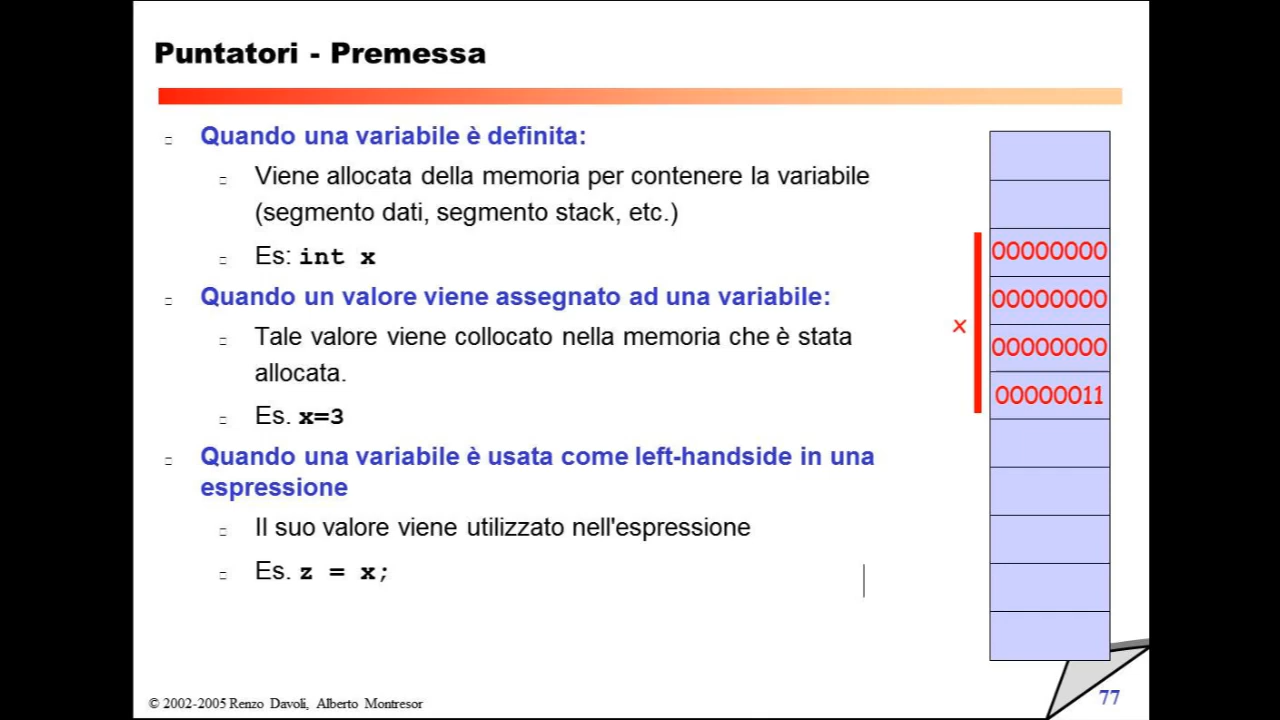 Puntatori - Premessa
Quando una variabile è definita:
Viene allocata della memoria per contenere la variabile
(segmento dati, segmento stack, etc.)
Es: int x
Quando un valore viene assegnato ad una variabile:
Tale valore viene collocato nella memoria che è stata
allocata.
Es. x=3
Quando una variabile è usata come left-handside in una
espressione
Il suo valore viene utilizzato nell'espressione
Es. z = x;
x
00000000
00000000
00000000
00000011
© 2002-2005 Renzo Davoli, Alberto Montresor
77